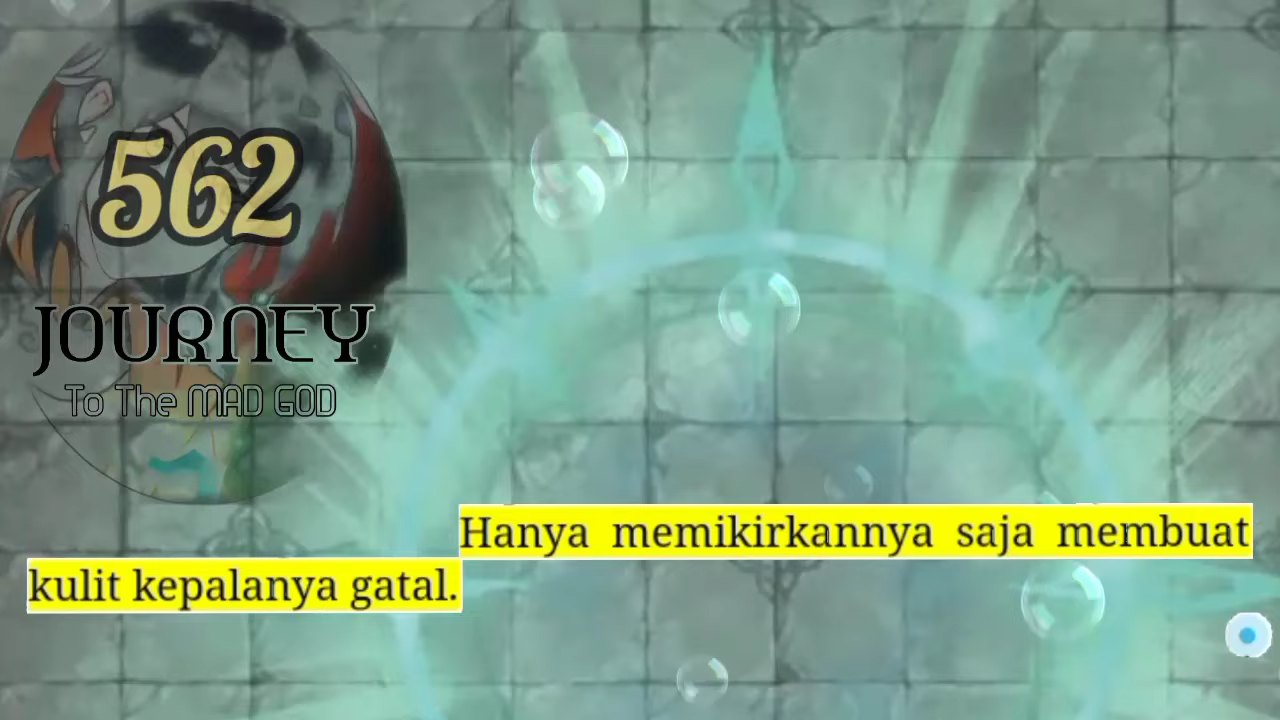 562
JOURNEY
To The MAD GOD
Hanya memikirkannya saja membuat
kulit kepalanya gatal.